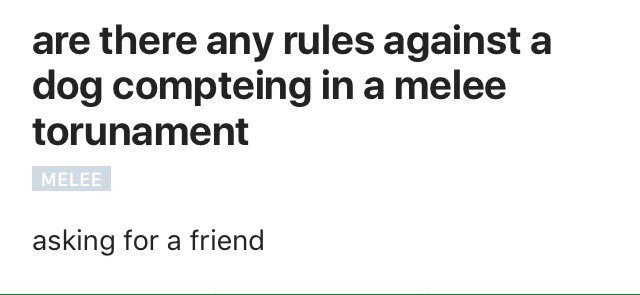 are there any rules against a
dog compteing in a melee
torunament
MELEE
asking for a friend